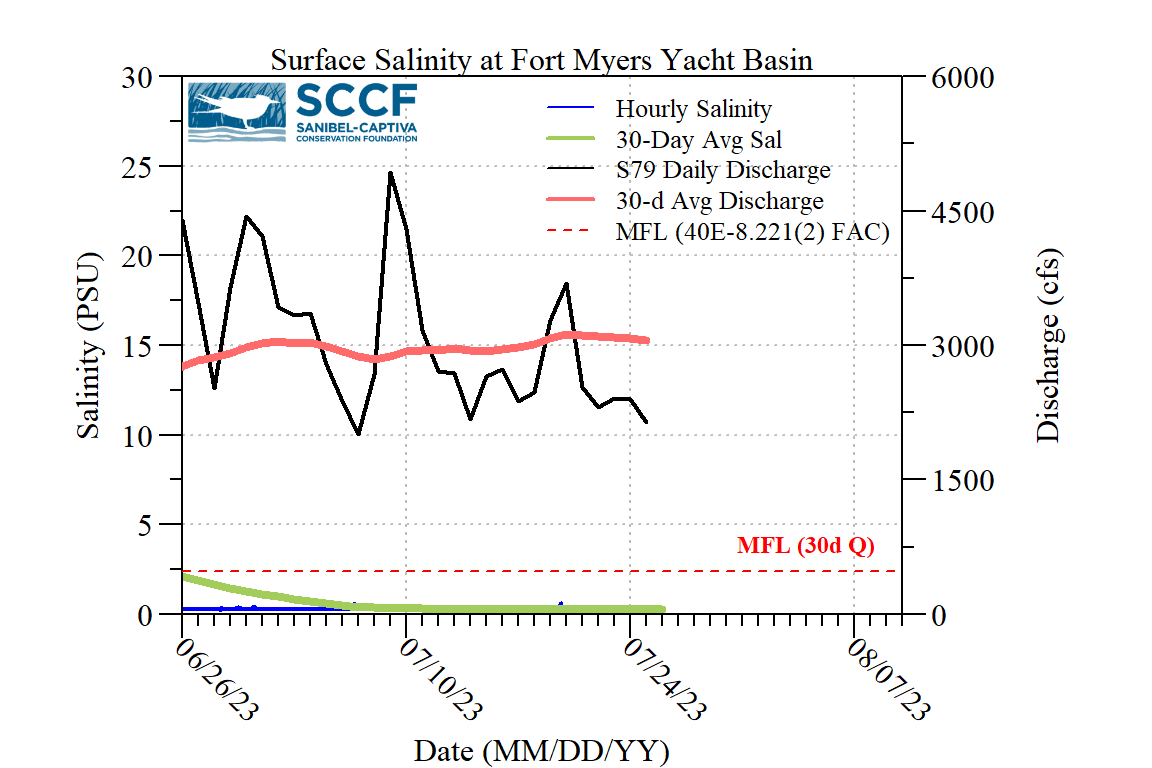 Surface Salinity at Fort Myers Yacht Basin
SCCF
SANIBEL-CAPTIVA
CONSERVATION FOUNDATION
Hourly Salinity
30-Day Avg Sal
S79 Daily Discharge
30-d Avg Discharge
MFL (40E-8.221(2) FAC)
30
25
20
15
10
5
0
Salinity (PSU)
6000
4500
3000
1500
0
Discharge (cfs)
MFL (30d Q)
06/26/23
07/10/23
07/24/23
08/07/23
Date (MM/DD/YY)